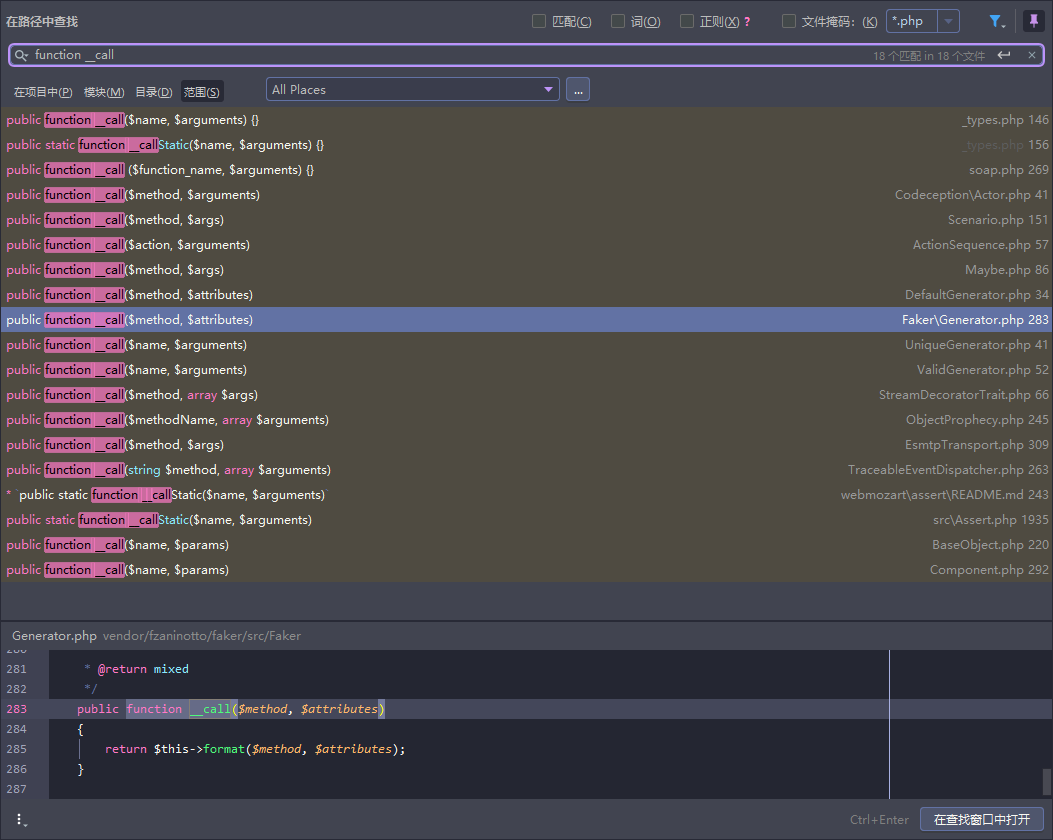 在路径中查找 匹配(C) 词(O) 正则(X) ? 文件掩码: (K) *.php
function __call 18 个匹配 in 18 个文件
在项目中(P) 模块(M) 目录(D) 范围(S) All Places ...
public function __call($name, $arguments) {} _types.php 146
public static function __callStatic($name, $arguments) {} _types.php 156
public function __call ($function_name, $arguments) {} soap.php 269
public function __call($method, $arguments) Codeception\Actor.php 41
public function __call($method, $args) Scenario.php 151
public function __call($action, $arguments) ActionSequence.php 57
public function __call($method, $args) Maybe.php 86
public function __call($method, $attributes) DefaultGenerator.php 34
public function __call($method, $attributes) Faker\Generator.php 283
public function __call($name, $arguments) UniqueGenerator.php 41
public function __call($name, $arguments) ValidGenerator.php 52
public function __call($method, array $args) StreamDecoratorTrait.php 66
public function __call($methodName, array $arguments) ObjectProphecy.php 245
public function __call($method, $args) EsmtpTransport.php 309
public function __call(string $method, array $arguments) TraceableEventDispatcher.php 263
* `public static function __callStatic($name, $arguments)` webmozart\assert\README.md 243
public static function __callStatic($name, $arguments) src\Assert.php 1935
public function __call($name, $params) BaseObject.php 220
public function __call($name, $params) Component.php 292
Generator.php vendor/fzaninotto/faker/src/Faker
280
281 * @return mixed
282 */
283 public function __call($method, $attributes)
284 {
285 return $this->format($method, $attributes);
286 }
287
Ctrl+Enter 在查找窗口中打开